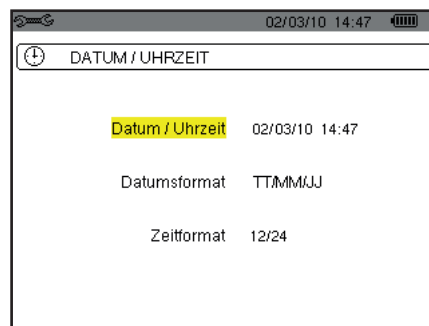 02/03/10 14:47
DATUM / UHRZEIT
Datum / Uhrzeit 02/03/10 14:47
Datumsformat TT/MM/JJ
Zeitformat 12/24